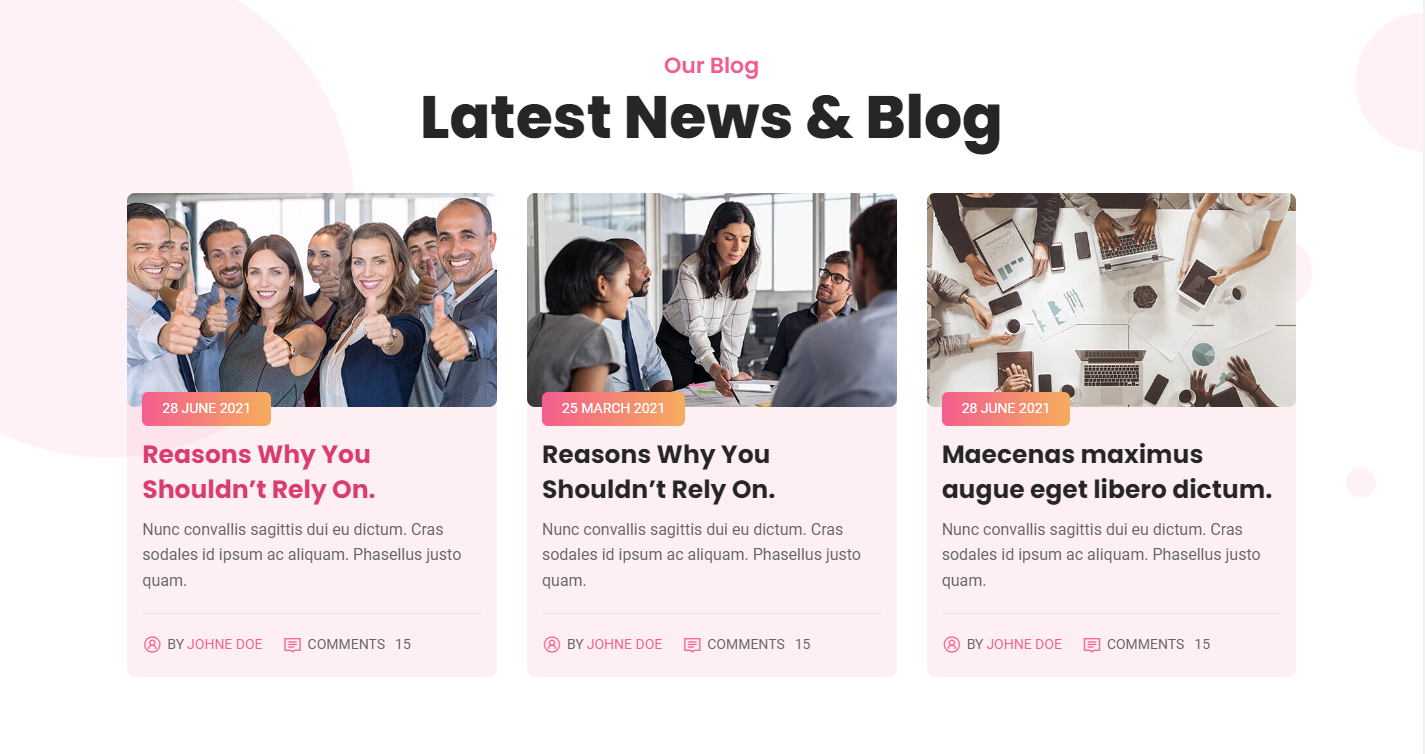 Our Blog
Latest News & Blog
28 JUNE 2021
Reasons Why You
Shouldn’t Rely On.
Nunc convallis sagittis dui eu dictum. Cras
sodales id ipsum ac aliquam. Phasellus justo
quam.
BY JOHNE DOE COMMENTS 15
25 MARCH 2021
Reasons Why You
Shouldn’t Rely On.
Nunc convallis sagittis dui eu dictum. Cras
sodales id ipsum ac aliquam. Phasellus justo
quam.
BY JOHNE DOE COMMENTS 15
28 JUNE 2021
Maecenas maximus
augue eget libero dictum.
Nunc convallis sagittis dui eu dictum. Cras
sodales id ipsum ac aliquam. Phasellus justo
quam.
BY JOHNE DOE COMMENTS 15